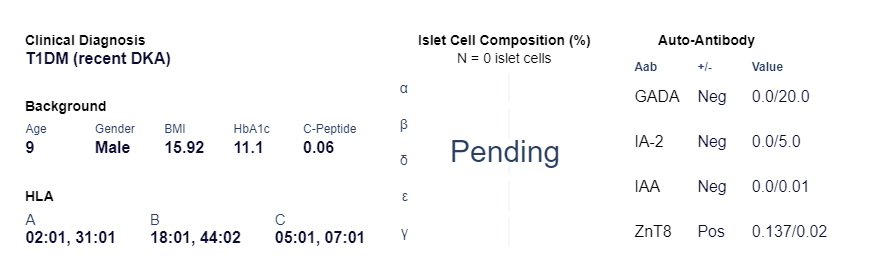 Clinical Diagnosis
T1DM (recent DKA)
Background
Age Gender BMI HbA1c C-Peptide
9 Male 15.92 11.1 0.06
HLA
A B C
02:01, 31:01 18:01, 44:02 05:01, 07:01
Islet Cell Composition (%)
N = 0 islet cells
α
β
δ
ε
γ
Pending
Auto-Antibody
Aab +/- Value
GADA Neg 0.0/20.0
IA-2 Neg 0.0/5.0
IAA Neg 0.0/0.01
ZnT8 Pos 0.137/0.02